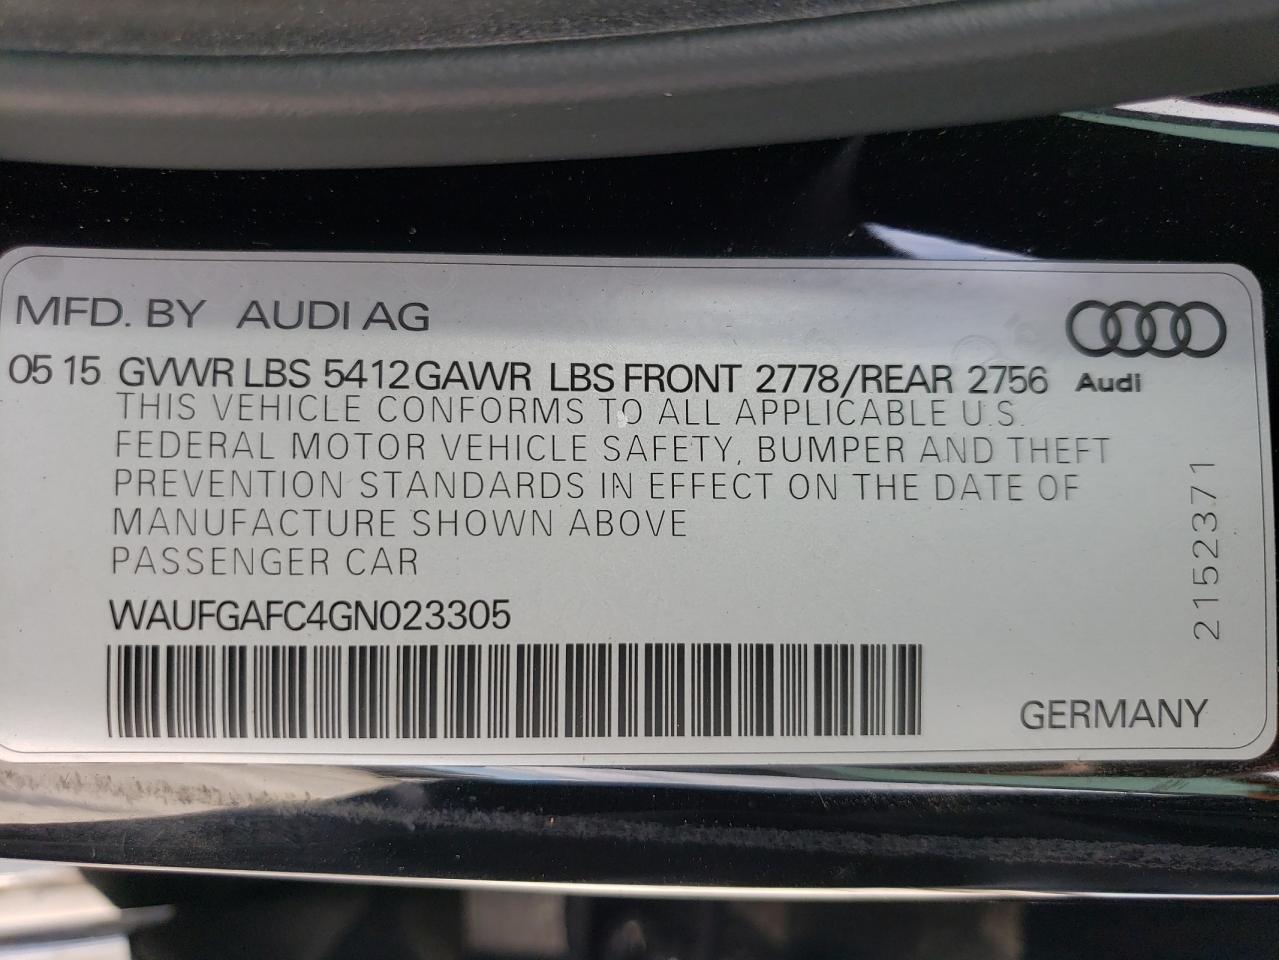 MFD. BY AUDI AG
05 15 GVWR LBS 5412 GAWR LBS FRONT 2778/REAR 2756
Audi
THIS VEHICLE CONFORMS TO ALL APPLICABLE U.S.
FEDERAL MOTOR VEHICLE SAFETY, BUMPER AND THEFT
PREVENTION STANDARDS IN EFFECT ON THE DATE OF
MANUFACTURE SHOWN ABOVE
PASSENGER CAR
WAUFGAFC4GN023305
2152371
GERMANY